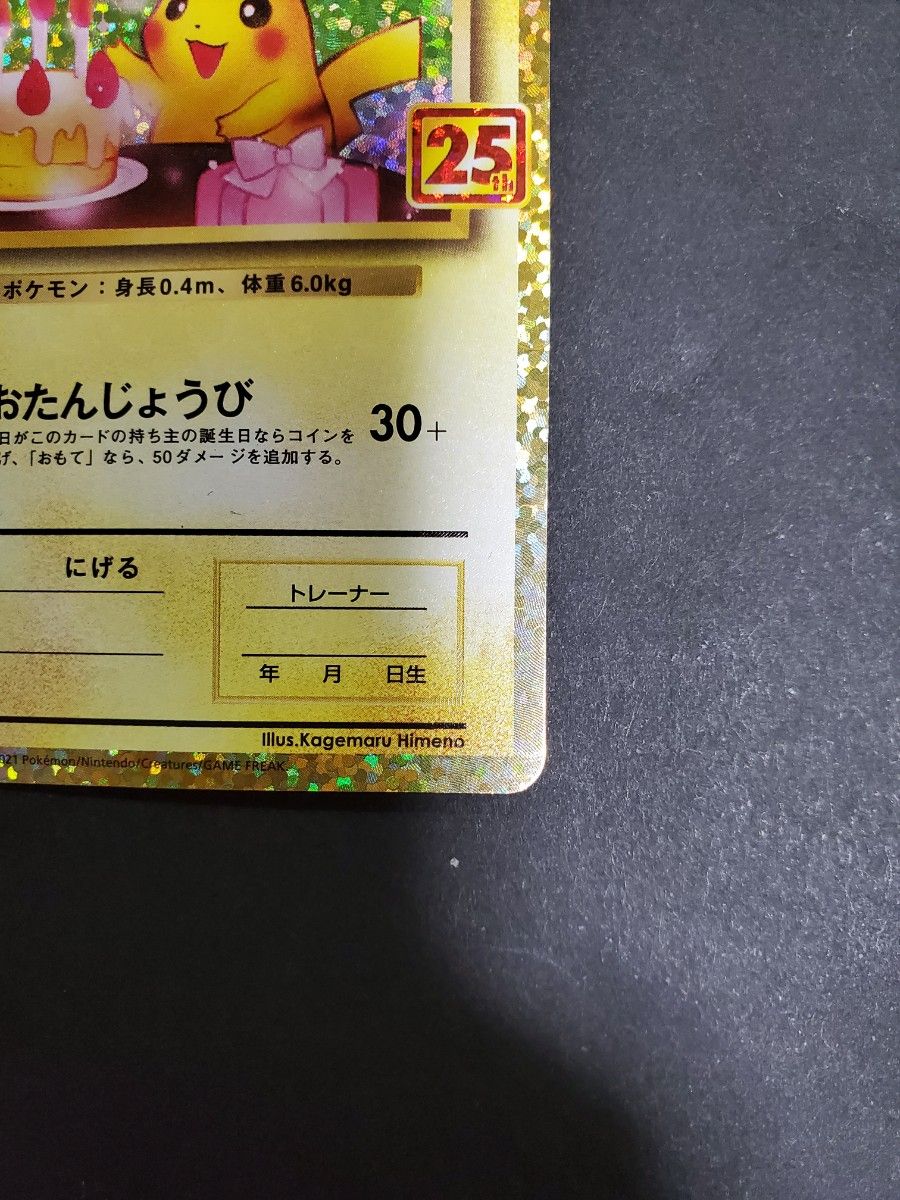 25th
ポケモン：身長0.4m、体重6.0kg
おたんじょうび 30+
日がこのカードの持ち主の誕生日ならコインを
げ、「おもて」なら、50ダメージを追加する。
にげる
トレーナー
年 月 日生
Illus.Kagemaru Himeno
2021 Pokémon/Nintendo/Creatures/GAME FREAK